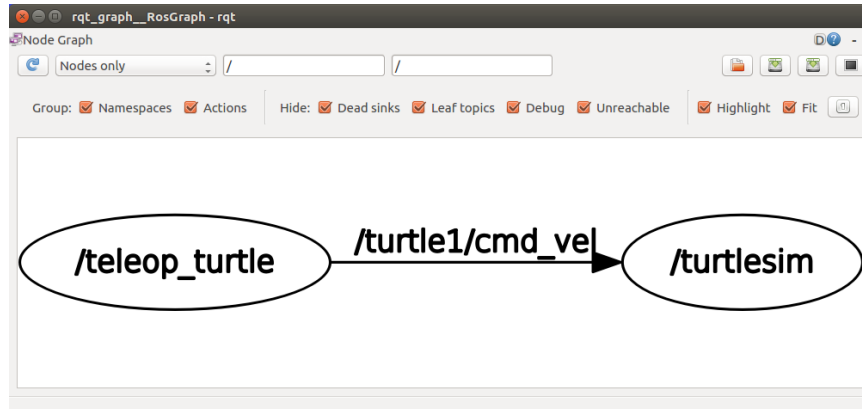 rqt_graph__RosGraph - rqt
Node Graph D ? -
Nodes only / /
Group: Namespaces Actions Hide: Dead sinks Leaf topics Debug Unreachable Highlight Fit
/teleop_turtle /turtle1/cmd_vel /turtlesim